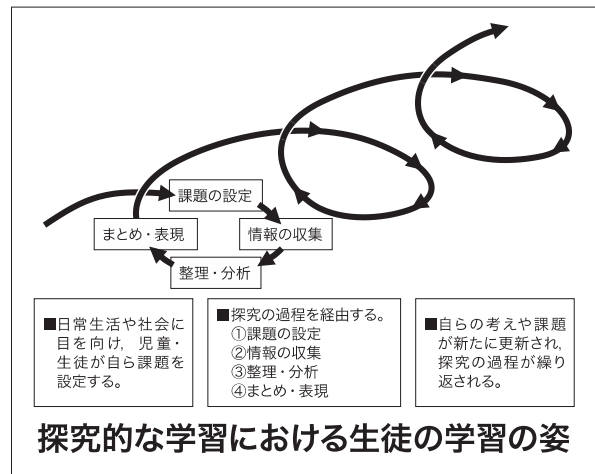 課題の設定
まとめ・表現
情報の収集
整理・分析
■日常生活や社会に
目を向け，児童・
生徒が自ら課題を
設定する。
■探究の過程を経由する。
①課題の設定
②情報の収集
③整理・分析
④まとめ・表現
■自らの考えや課題
が新たに更新され，
探究の過程が繰り
返される。
探究的な学習における生徒の学習の姿